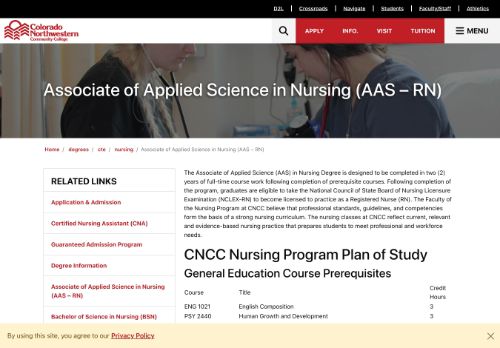 D2L | Crossroads | Navigate | Students | Faculty/Staff | Athletics
Colorado
Northwestern
Community College
APPLY INFO. VISIT TUITION MENU
Associate of Applied Science in Nursing (AAS – RN)
Home / degrees / cte / nursing / Associate of Applied Science in Nursing (AAS – RN)
RELATED LINKS
Application & Admission
Certified Nursing Assistant (CNA)
Guaranteed Admission Program
Degree Information
Associate of Applied Science in Nursing
(AAS – RN)
Bachelor of Science in Nursing (BSN)
The Associate of Applied Science (AAS) in Nursing Degree is designed to be completed in two (2)
years of full-time course work following completion of prerequisite courses. Following completion of
the program, graduates are eligible to take the National Council of State Board of Nursing Licensure
Examination (NCLEX-RN) to become licensed to practice as a Registered Nurse (RN). The Faculty of
the Nursing Program at CNCC believe that professional standards, guidelines, and competencies
form the basis of a strong nursing curriculum. The nursing classes at CNCC reflect current, relevant
and evidence-based nursing practice that prepares students to meet professional and workforce
needs.
CNCC Nursing Program Plan of Study
General Education Course Prerequisites
Course Title Credit
Hours
ENG 1021 English Composition 3
PSY 2440 Human Growth and Development 3
By using this site, you agree to our Privacy Policy